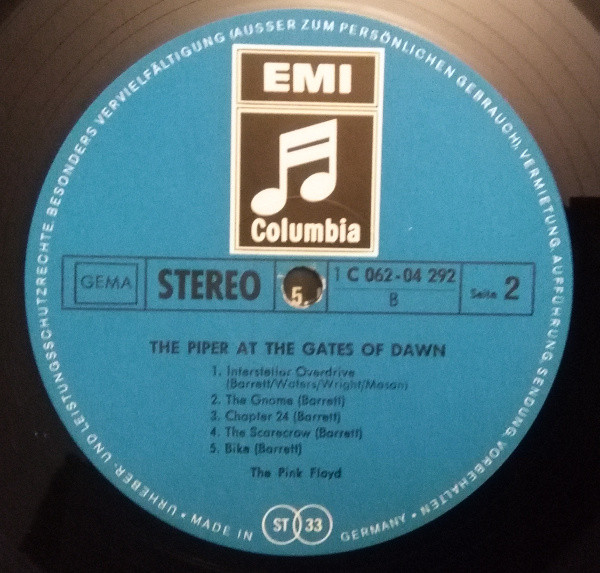 EMI
Columbia
GEMA
STEREO
5.
1 C 062-04 292
B
Seite 2
THE PIPER AT THE GATES OF DAWN
1. Interstellar Overdrive
(Barrett/Waters/Wright/Mason)
2. The Gnome (Barrett)
3. Chapter 24 (Barrett)
4. The Scarecrow (Barrett)
5. Bike (Barrett)
The Pink Floyd
URHEBER- UND LEISTUNGSSCHUTZRECHTE, BESONDERS VERVIELFÄLTIGUNG (AUSSER ZUM PERSÖNLICHEN GEBRAUCH), VERMIETUNG, AUFFÜHRUNG, SENDUNG, VORBEHALTEN
• MADE IN ST 33 GERMANY •